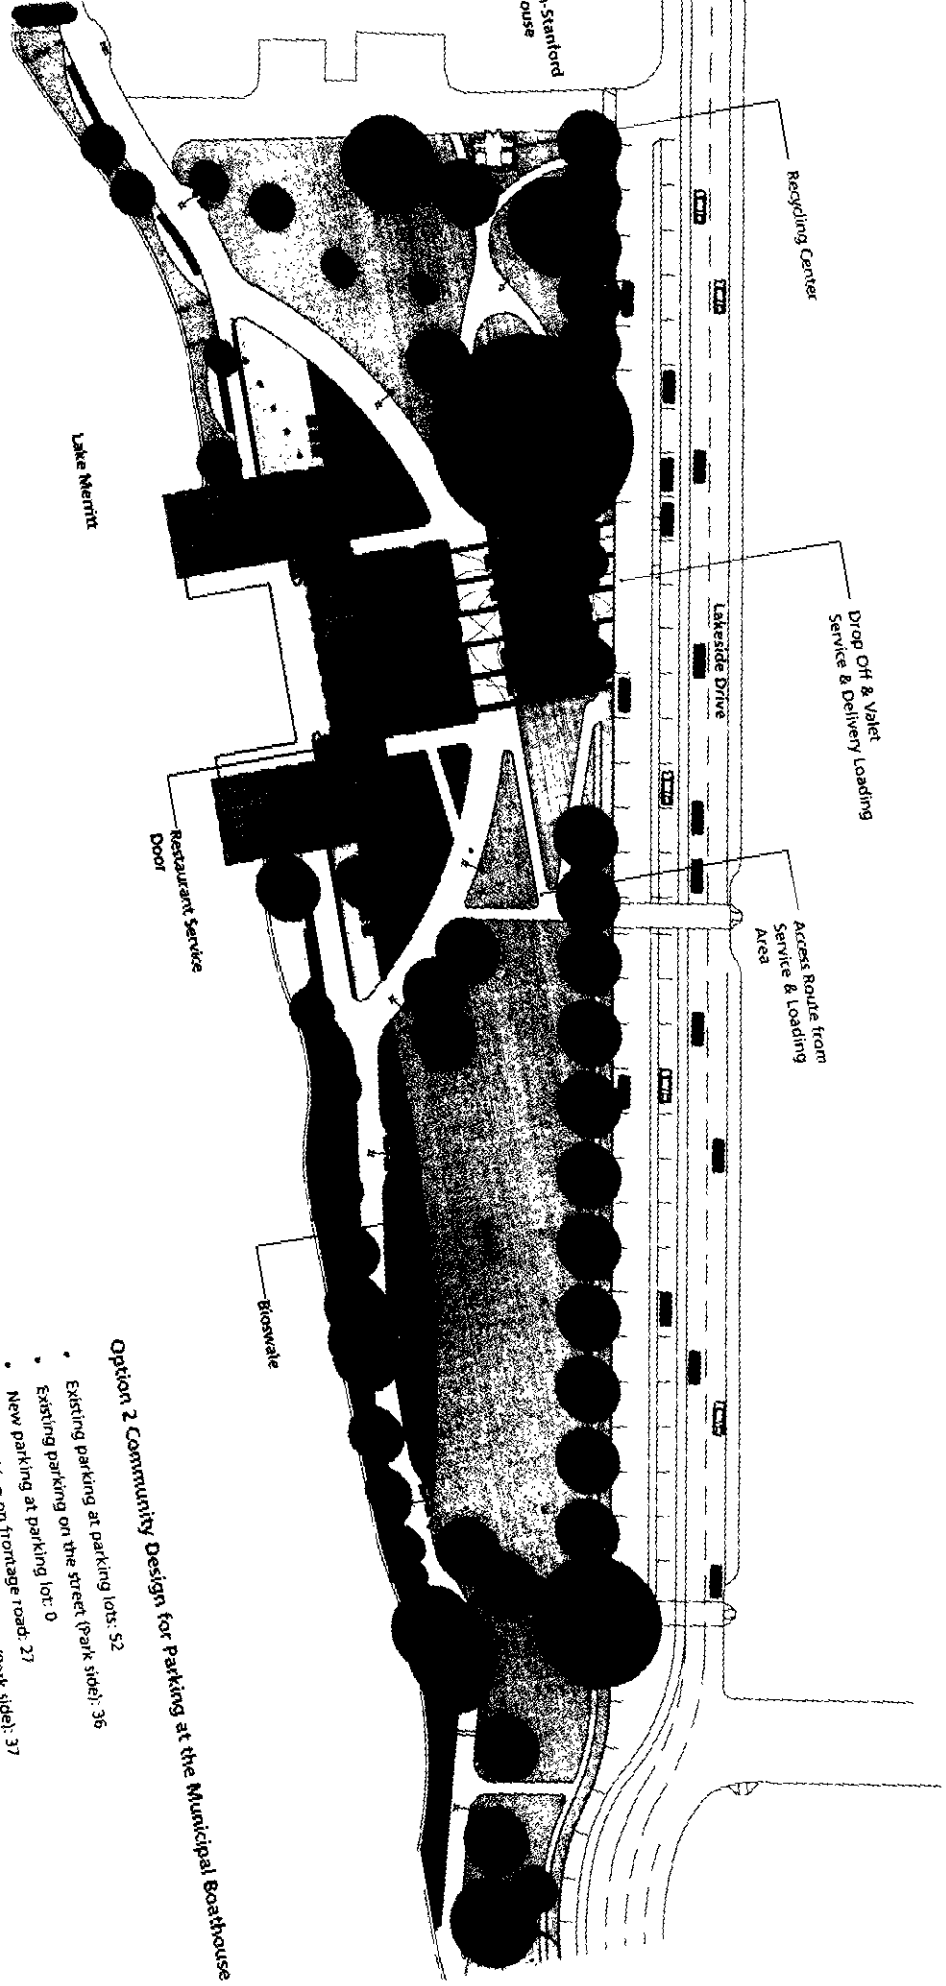 -Stanford
ouse
Recycling Center
Drop Off & Valet
Service & Delivery Loading
Lakeside Drive
Access Route from
Service & Loading
Area
Lake Merritt
Restaurant Service
Door
Bioswale
Option 2 Community Design for Parking at the Municipal Boathouse
• Existing parking at parking lots: 52
• Existing parking on the street (Park side): 36
• New parking at parking lot: 0
on frontage road: 27
side): 37